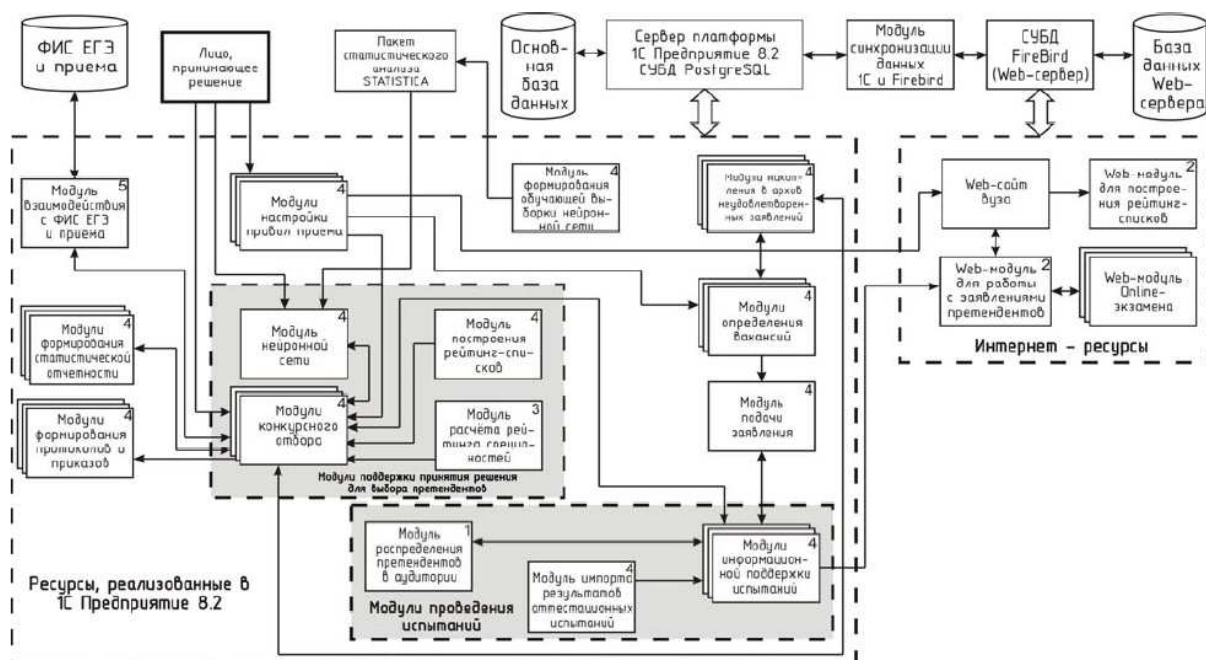 ФИС ЕГЭ
и приема
Лицо,
принимающее
решение
Пакет
статистического
анализа
STATISTICA
Основ-
ная
база
данных
Сервер платформы
1С Предприятие 8.2
СУБД PostgreSQL
Модуль
синхронизации
данных
1С и Firebird
СУБД
FireBird
(Web-сервер)
База
данных
Web-
сервера
5
Модуль
взаимодействия
с ФИС ЕГЭ
и приема
4
Модули
настройки
правил приема
4
Модуль
формирования
обучающей вы-
борки нейрон-
ной сети
4
Модули накоп-
ления в архив
неудовлетворен-
ных заявлений
Web-сайт
вуза
2
Web-модуль
для построе-
ния рейтинг-
списков
2
Web-модуль
для работы
с заявлениями
претендентов
Web-модуль
Online-
экзамена
Интернет – ресурсы
4
Модули
формирования
статистической
отчетности
4
Модуль
нейронной
сети
4
Модуль
построения
рейтинг-спи-
сков
4
Модули
определения
вакансий
4
Модули
формирования
протоколов и
приказов
4
Модули
конкурсного
отбора
3
Модуль
расчёта рей-
тинга специаль-
ностей
4
Модуль
подачи
заявления
Модули поддержки принятия решения
для выбора претендентов
1
Модуль
распределения
претендентов
в аудитории
4
Модуль импорта
результатов
аттестационных
испытаний
4
Модули
информацион-
ной поддержки
испытаний
Ресурсы, реализованные в
1С Предприятие 8.2
Модули проведения
испытаний